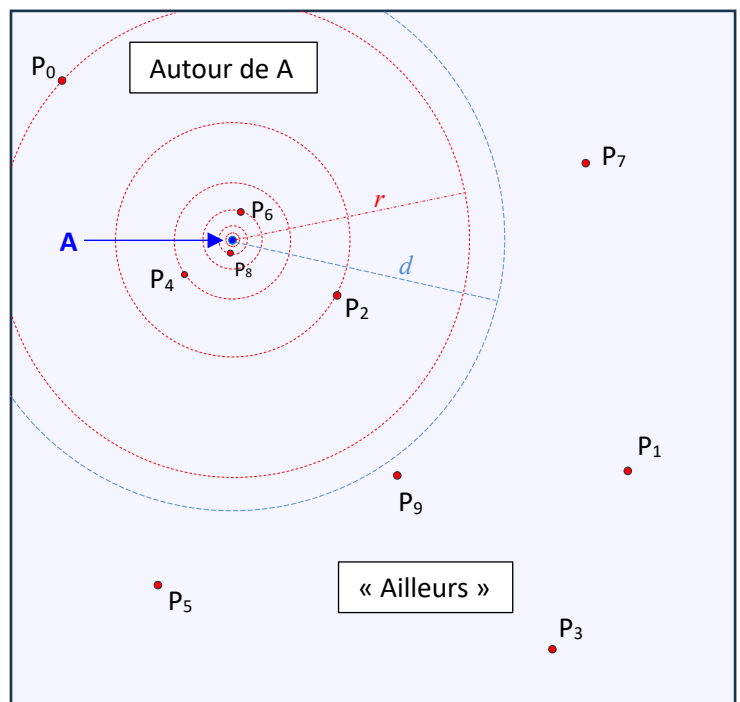 P₀
Autour de A
P₇
P₆
r
A
P₈
d
P₄
P₂
P₁
P₉
« Ailleurs »
P₅
P₃